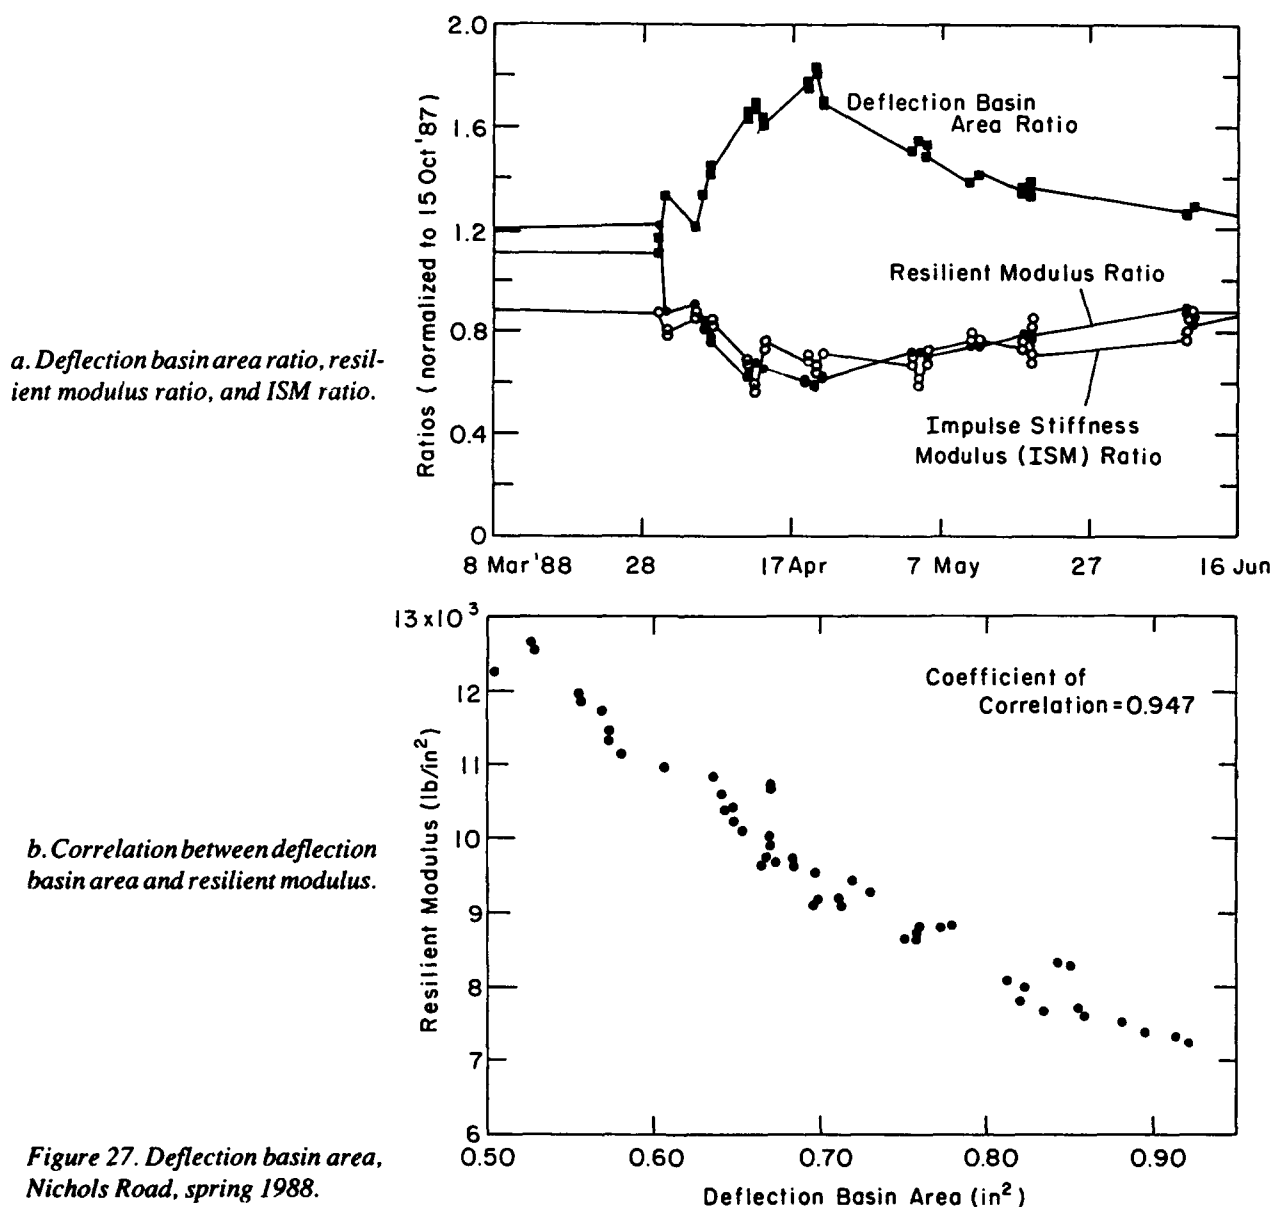 2.0
1.6
1.2
0.8
0.4
0
Ratios (normalized to 15 Oct '87)
Deflection Basin
Area Ratio
Resilient Modulus Ratio
Impulse Stiffness
Modulus (ISM) Ratio
8 Mar '88 28 17 Apr 7 May 27 16 Jun
a. Deflection basin area ratio, resil-
ient modulus ratio, and ISM ratio.
13x10³
12
11
10
9
8
7
6
Resilient Modulus (lb/in²)
Coefficient of
Correlation=0.947
0.50 0.60 0.70 0.80 0.90
Deflection Basin Area (in²)
b. Correlation between deflection
basin area and resilient modulus.
Figure 27. Deflection basin area,
Nichols Road, spring 1988.